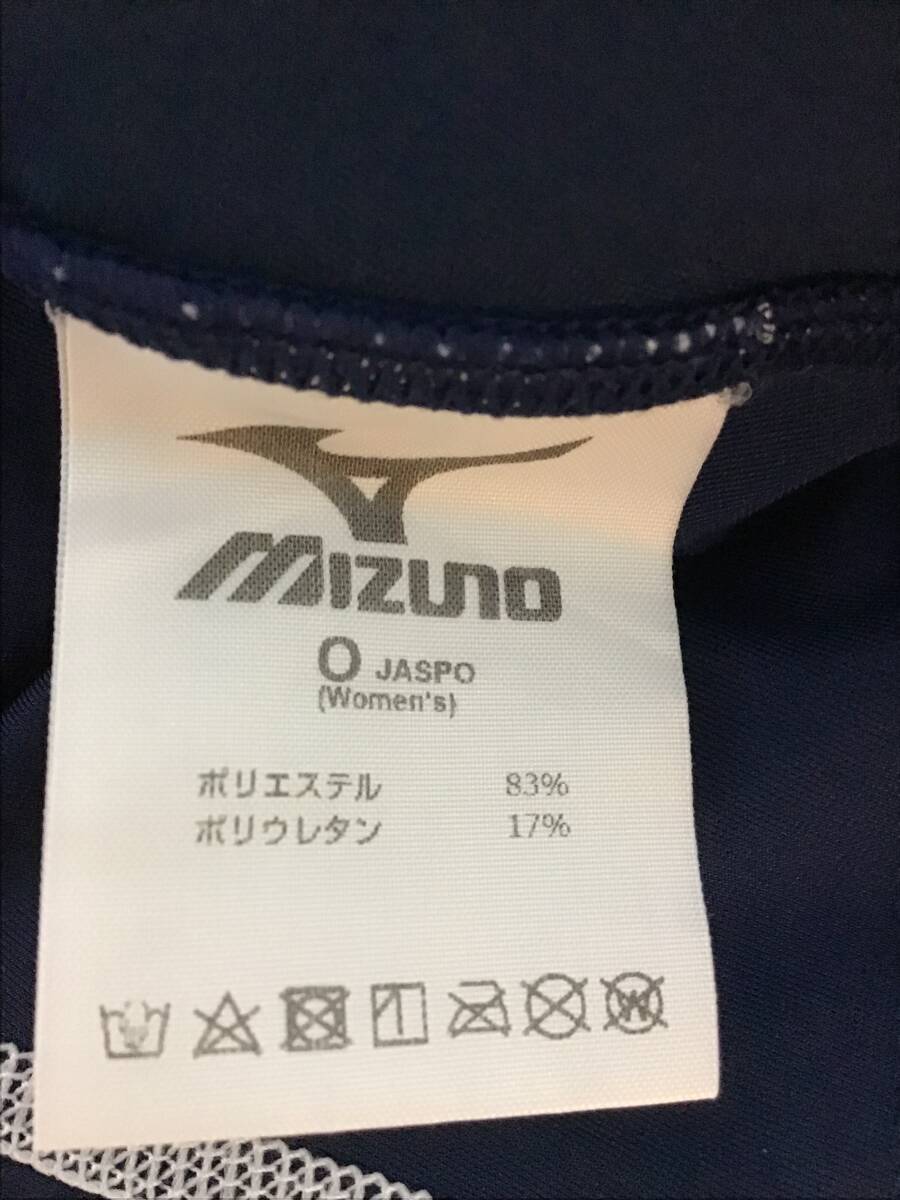 MIZUNO
O JASPO
(Women's)
ポリエステル 83%
ポリウレタン 17%
W